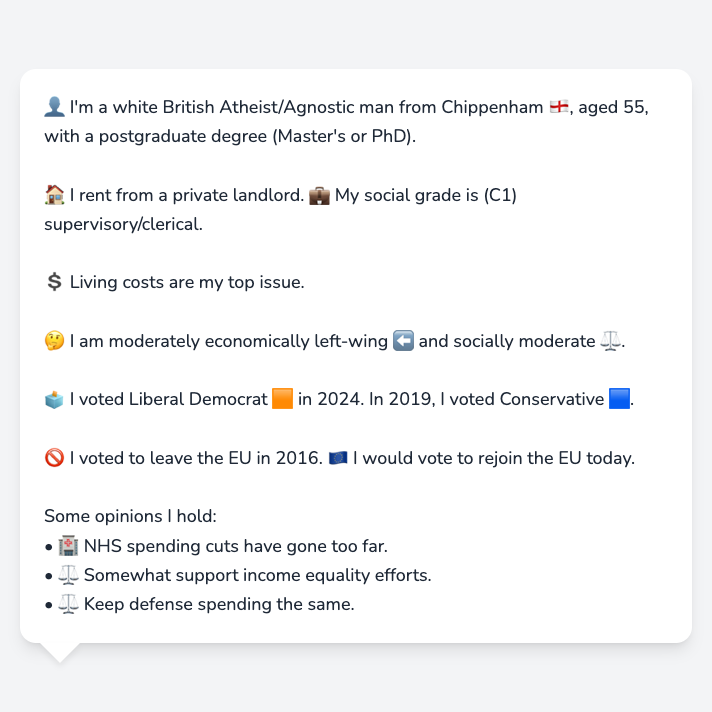 👤 I'm a white British Atheist/Agnostic man from Chippenham 🏴󠁧󠁢󠁥󠁮󠁧󠁿, aged 55,
with a postgraduate degree (Master's or PhD).
🏠 I rent from a private landlord. 💼 My social grade is (C1)
supervisory/clerical.
💲 Living costs are my top issue.
🤔 I am moderately economically left-wing ⬅️ and socially moderate ⚖️.
🗳️ I voted Liberal Democrat 🟧 in 2024. In 2019, I voted Conservative 🟦.
🚫 I voted to leave the EU in 2016. 🇪🇺 I would vote to rejoin the EU today.
Some opinions I hold:
• 🏥 NHS spending cuts have gone too far.
• ⚖️ Somewhat support income equality efforts.
• ⚖️ Keep defense spending the same.